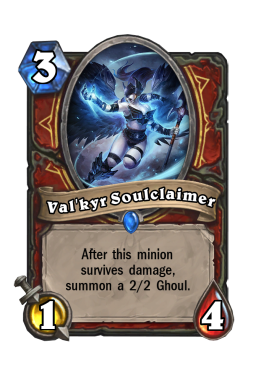 3
Val'kyr Soulclaimer
After this minion
survives damage,
summon a 2/2 Ghoul.
1
4